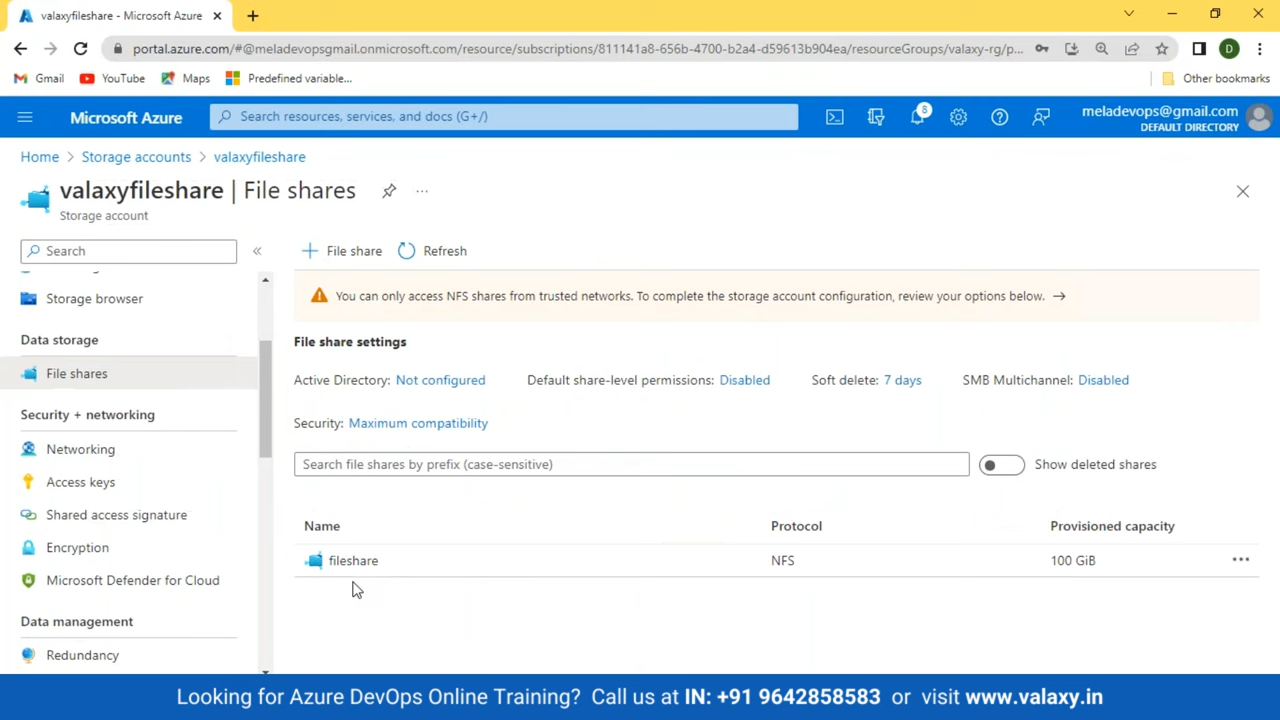 valaxyfileshare - Microsoft Azure
portal.azure.com/#@meladevopsgmail.onmicrosoft.com/resource/subscriptions/811141a8-656b-4700-b2a4-d59613b904ea/resourceGroups/valaxy-rg/p...
D
Gmail YouTube Maps Predefined variable... Other bookmarks
Microsoft Azure
Search resources, services, and docs (G+/)
8
meladevops@gmail.com
DEFAULT DIRECTORY
Home > Storage accounts > valaxyfileshare
valaxyfileshare | File shares ...
Storage account
Search
+ File share Refresh
Storage browser
Data storage
File shares
Security + networking
Networking
Access keys
Shared access signature
Encryption
Microsoft Defender for Cloud
Data management
Redundancy
You can only access NFS shares from trusted networks. To complete the storage account configuration, review your options below. →
File share settings
Active Directory: Not configured Default share-level permissions: Disabled Soft delete: 7 days SMB Multichannel: Disabled
Security: Maximum compatibility
Search file shares by prefix (case-sensitive) Show deleted shares
Name Protocol Provisioned capacity
fileshare NFS 100 GiB ...
Looking for Azure DevOps Online Training? Call us at IN: +91 9642858583 or visit www.valaxy.in